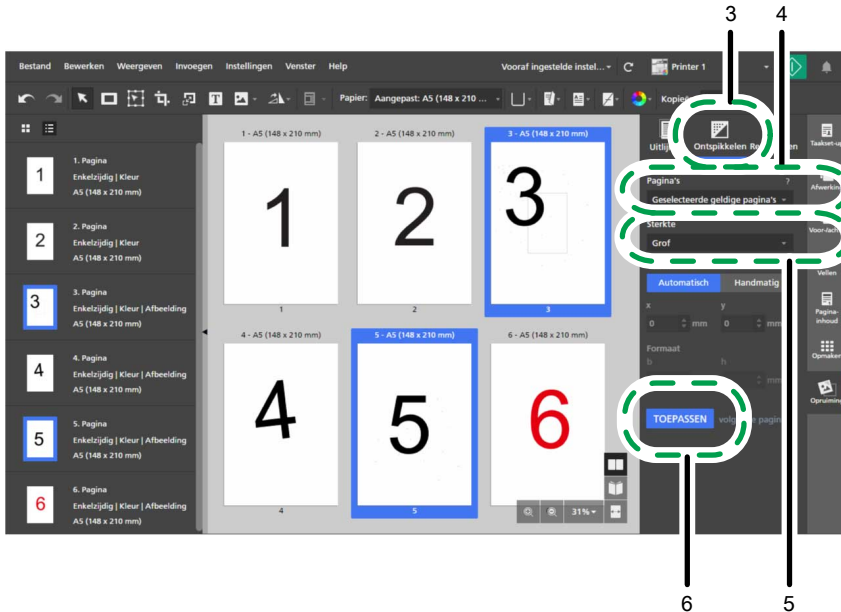 3 4
Bestand Bewerken Weergeven Invoegen Instellingen Venster Help Vooraf ingestelde instel... Printer 1
Papier: Aangepast: A5 (148 x 210 ...
1 - A5 (148 x 210 mm) 2 - A5 (148 x 210 mm) 3 - A5 (148 x 210 mm)
Ontspikkelen
Taakset-up
1
1. Pagina
Enkelzijdig | Kleur
A5 (148 x 210 mm)
2
2. Pagina
Enkelzijdig | Kleur
A5 (148 x 210 mm)
3
3. Pagina
Enkelzijdig | Kleur | Afbeelding
A5 (148 x 210 mm)
4
4. Pagina
Enkelzijdig | Kleur | Afbeelding
A5 (148 x 210 mm)
5
5. Pagina
Enkelzijdig | Kleur | Afbeelding
A5 (148 x 210 mm)
6
6. Pagina
Enkelzijdig | Kleur | Afbeelding
A5 (148 x 210 mm)
1 2 3
1 2 3
4 - A5 (148 x 210 mm) 5 - A5 (148 x 210 mm) 6 - A5 (148 x 210 mm)
4 5 6
4 5
31%
Pagina's ?
Geselecteerde geldige pagina's
Sterkte
Grof
Automatisch Handmatig
x y
0 mm 0 mm
Formaat
b h
mm
TOEPASSEN
Vellen
Pagina-
inhoud
Opmaken
Opruiming
6 5